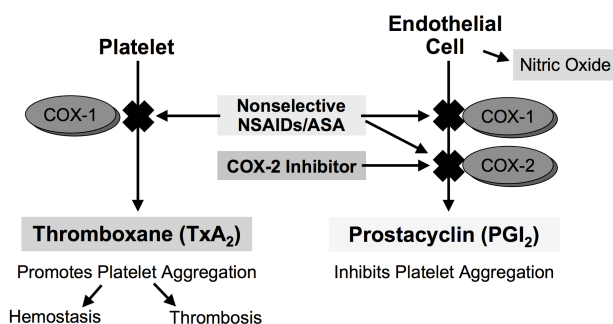 Platelet
Endothelial
Cell
Nitric Oxide
COX-1
Nonselective
NSAIDs/ASA
COX-1
COX-2 Inhibitor
COX-2
Thromboxane (TxA₂)
Prostacyclin (PGI₂)
Promotes Platelet Aggregation
Inhibits Platelet Aggregation
Hemostasis
Thrombosis